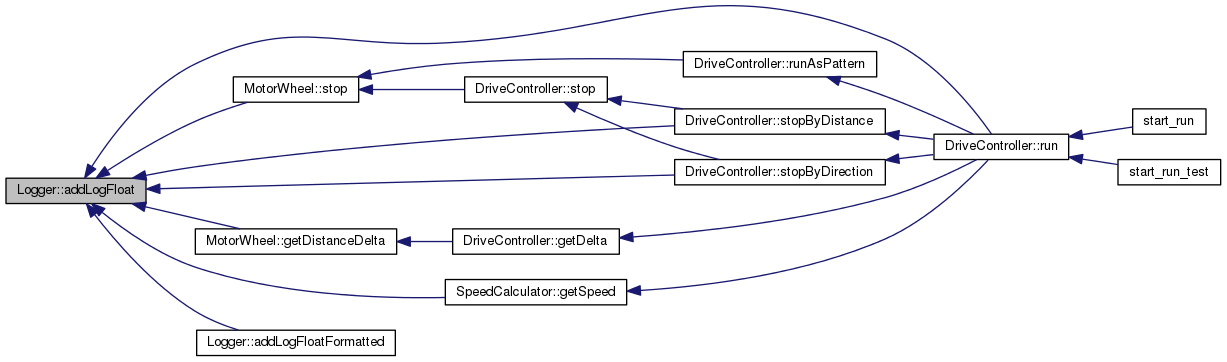 Logger::addLogFloat
MotorWheel::stop
DriveController::stop
DriveController::runAsPattern
DriveController::stopByDistance
DriveController::stopByDirection
MotorWheel::getDistanceDelta
DriveController::getDelta
SpeedCalculator::getSpeed
Logger::addLogFloatFormatted
DriveController::run
start_run
start_run_test